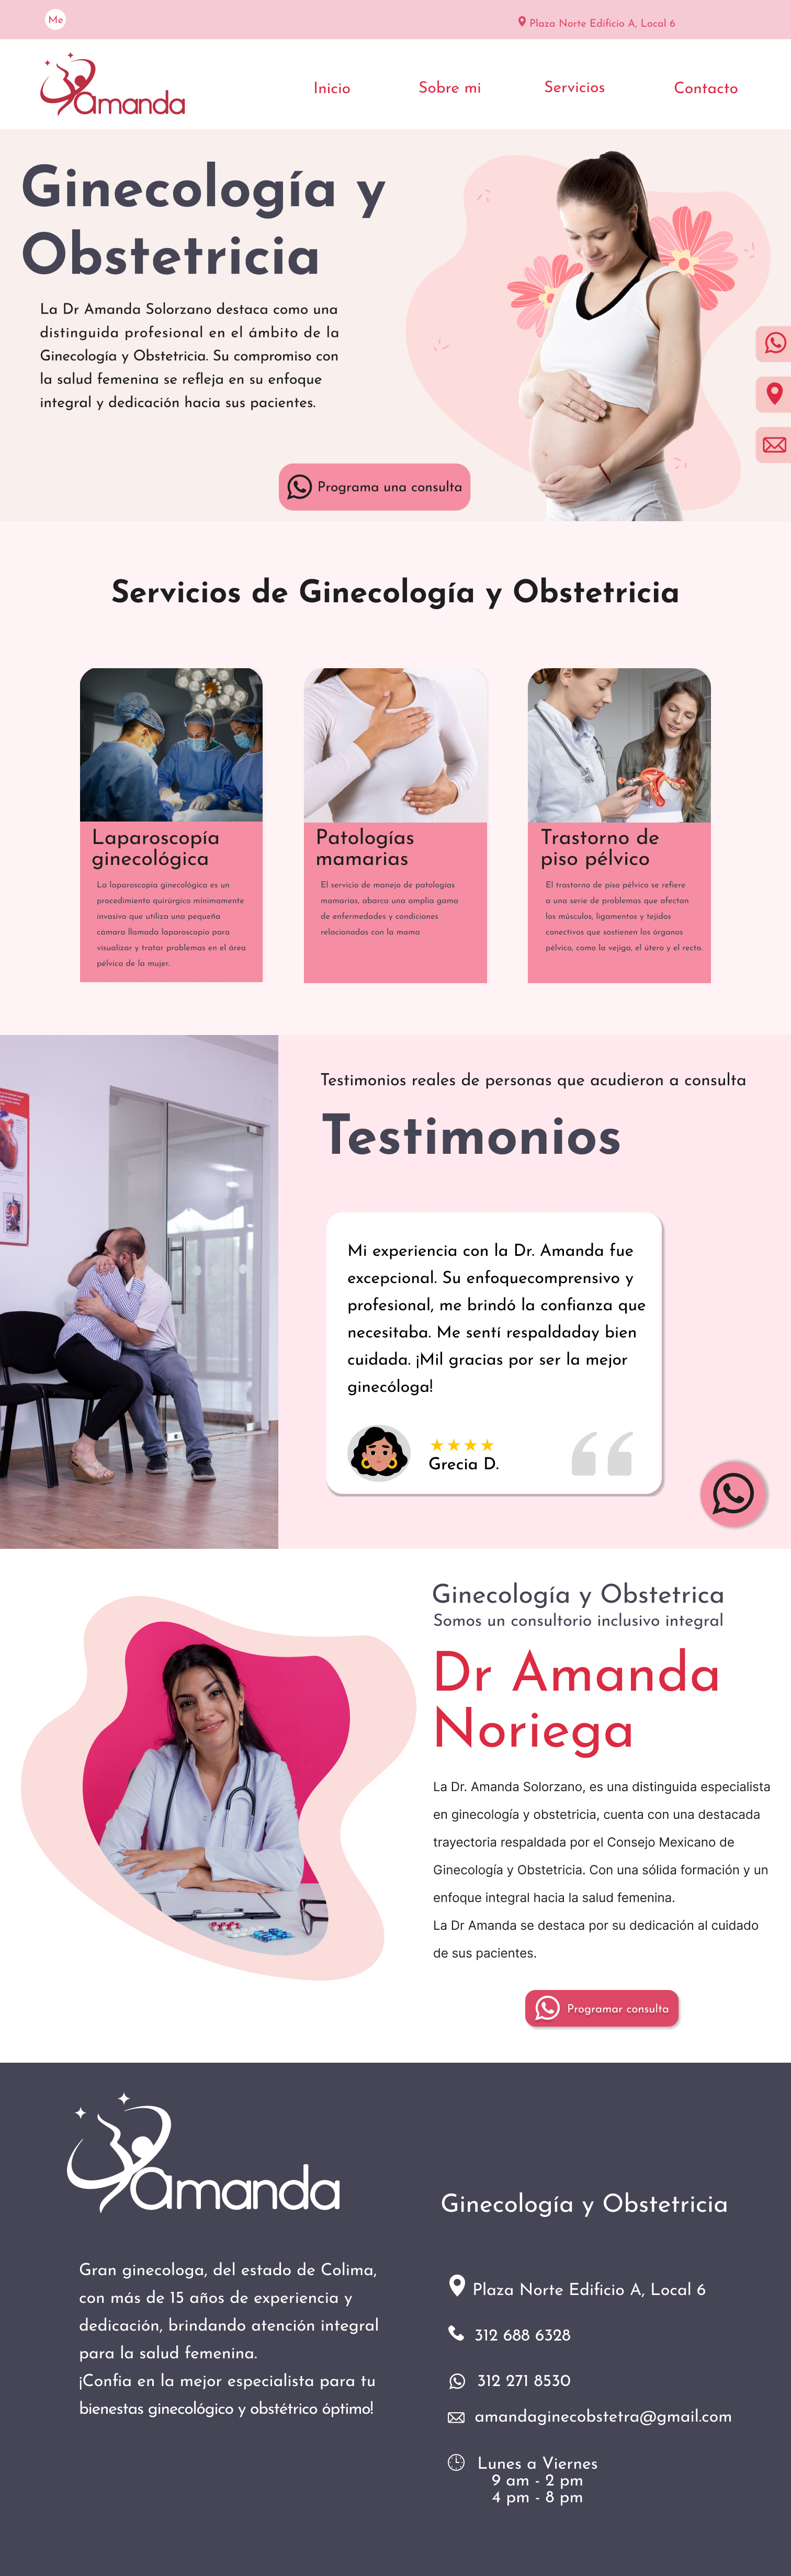 Me
Plaza Norte Edificio A, Local 6
amanda
Inicio
Sobre mi
Servicios
Contacto
Ginecología y
Obstetricia
La Dr Amanda Solorzano destaca como una
distinguida profesional en el ámbito de la
Ginecología y Obstetricia. Su compromiso con
la salud femenina se refleja en su enfoque
integral y dedicación hacia sus pacientes.
Programa una consulta
Servicios de Ginecología y Obstetricia
Laparoscopía
ginecológica
La laparoscopia ginecológica es un
procedimiento quirúrgico mínimamente
invasivo que utiliza una pequeña
cámara llamada laparoscopio para
visualizar y tratar problemas en el área
pélvica de la mujer.
Patologías
mamarias
El servicio de manejo de patologías
mamarias, abarca una amplia gama
de enfermedades y condiciones
relacionadas con la mama
Trastorno de
piso pélvico
El trastorno de piso pélvico se refiere
a una serie de problemas que afectan
los músculos, ligamentos y tejidos
conectivos que sostienen los órganos
pélvico, como la vejiga, el útero y el recto.
Testimonios reales de personas que acudieron a consulta
Testimonios
Mi experiencia con la Dr. Amanda fue
excepcional. Su enfoquecomprensivo y
profesional, me brindó la confianza que
necesitaba. Me sentí respaldaday bien
cuidada. ¡Mil gracias por ser la mejor
ginecóloga!
Grecia D.
Ginecología y Obstetrica
Somos un consultorio inclusivo integral
Dr Amanda
Noriega
La Dr. Amanda Solorzano, es una distinguida especialista
en ginecología y obstetricia, cuenta con una destacada
trayectoria respaldada por el Consejo Mexicano de
Ginecología y Obstetricia. Con una sólida formación y un
enfoque integral hacia la salud femenina.
La Dr Amanda se destaca por su dedicación al cuidado
de sus pacientes.
Programar consulta
amanda
Gran ginecologa, del estado de Colima,
con más de 15 años de experiencia y
dedicación, brindando atención integral
para la salud femenina.
¡Confia en la mejor especialista para tu
bienestas ginecológico y obstétrico óptimo!
Ginecología y Obstetricia
Plaza Norte Edificio A, Local 6
312 688 6328
312 271 8530
amandaginecobstetra@gmail.com
Lunes a Viernes
9 am - 2 pm
4 pm - 8 pm